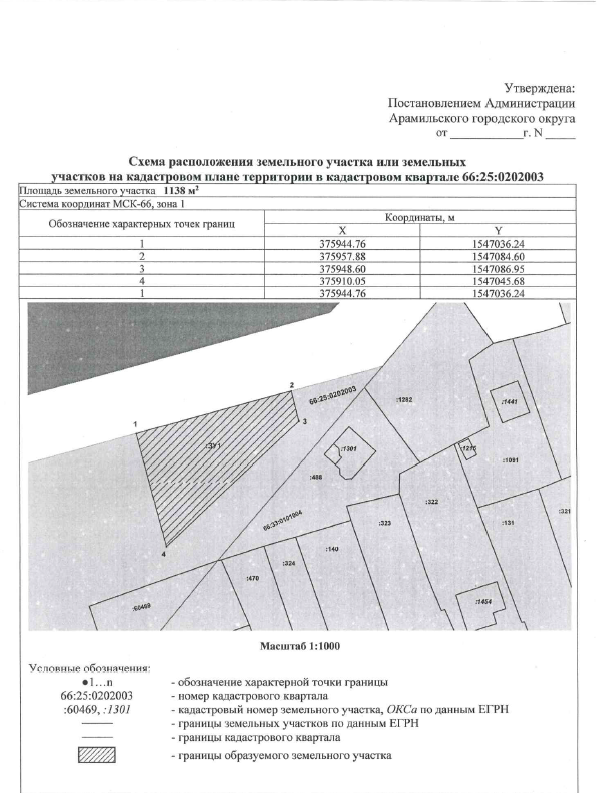 Утверждена:
Постановлением Администрации
Арамильского городского округа
от ____________г. N _____
Схема расположения земельного участка или земельных
участков на кадастровом плане территории в кадастровом квартале 66:25:0202003
Площадь земельного участка 1138 м²
Система координат МСК-66, зона 1
Обозначение характерных точек границ
Координаты, м
X Y
1 375944.76 1547036.24
2 375957.88 1547084.60
3 375948.60 1547086.95
4 375910.05 1547045.68
1 375944.76 1547036.24
2
66:25:0202003
:1282
:1441
1
3
:ЗУ1
:1301
:1215
:1091
:488
:322
:321
66:33:0101004
:323
:131
4
:140
:324
:470
:60469
:1454
Масштаб 1:1000
Условные обозначения:
●1…n - обозначение характерной точки границы
66:25:0202003 - номер кадастрового квартала
:60469, :1301 - кадастровый номер земельного участка, ОКСа по данным ЕГРН
- границы земельных участков по данным ЕГРН
- границы кадастрового квартала
- границы образуемого земельного участка